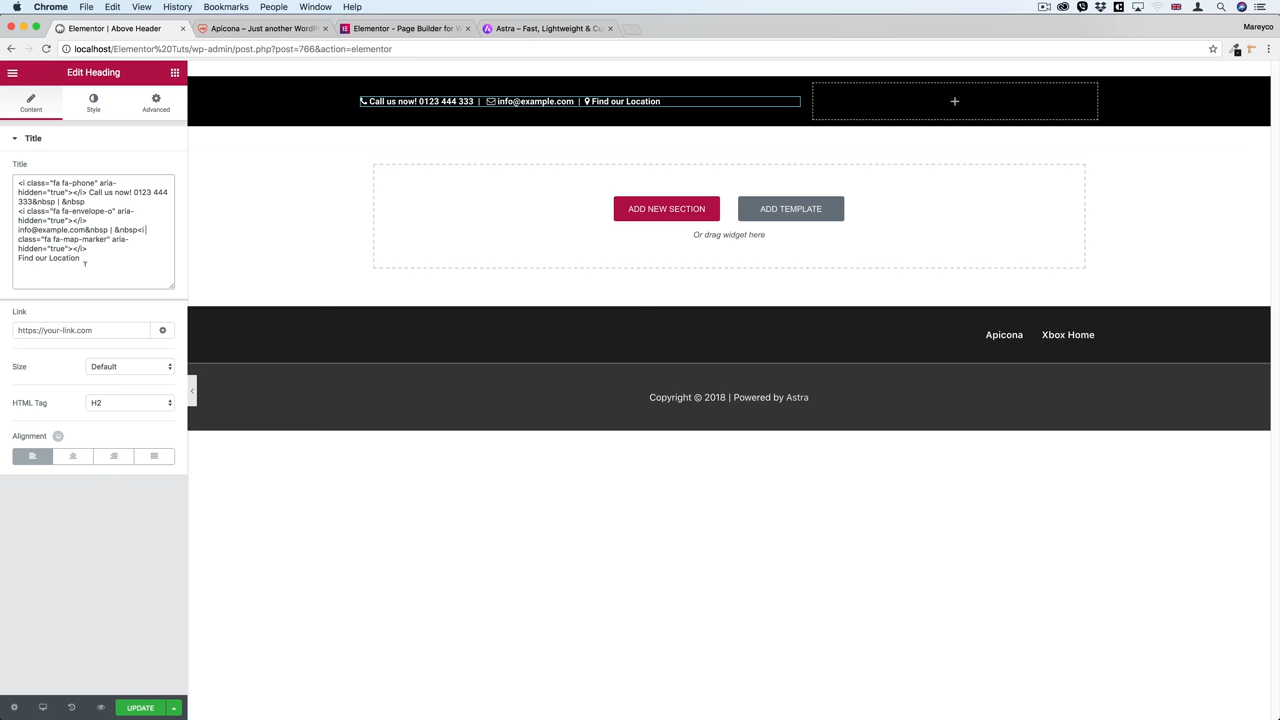 Chrome File Edit View History Bookmarks People Window Help
Elementor | Above Header
Apicona – Just another WordP
Elementor - Page Builder for W
Astra – Fast, Lightweight & Cu
Mareyco
localhost/Elementor%20Tuts/wp-admin/post.php?post=766&action=elementor
Edit Heading
Content Style Advanced
Title
Title
<i class="fa fa-phone" aria-
hidden="true"></i> Call us now! 0123 444
333&nbsp | &nbsp
<i class="fa fa-envelope-o" aria-
hidden="true"></i>
info@example.com&nbsp | &nbsp<i
class="fa fa-map-marker" aria-
hidden="true"></i>
Find our Location
Link
https://your-link.com
Size Default
HTML Tag H2
Alignment
UPDATE
Call us now! 0123 444 333 | info@example.com | Find our Location
ADD NEW SECTION ADD TEMPLATE
Or drag widget here
Apicona Xbox Home
Copyright © 2018 | Powered by Astra